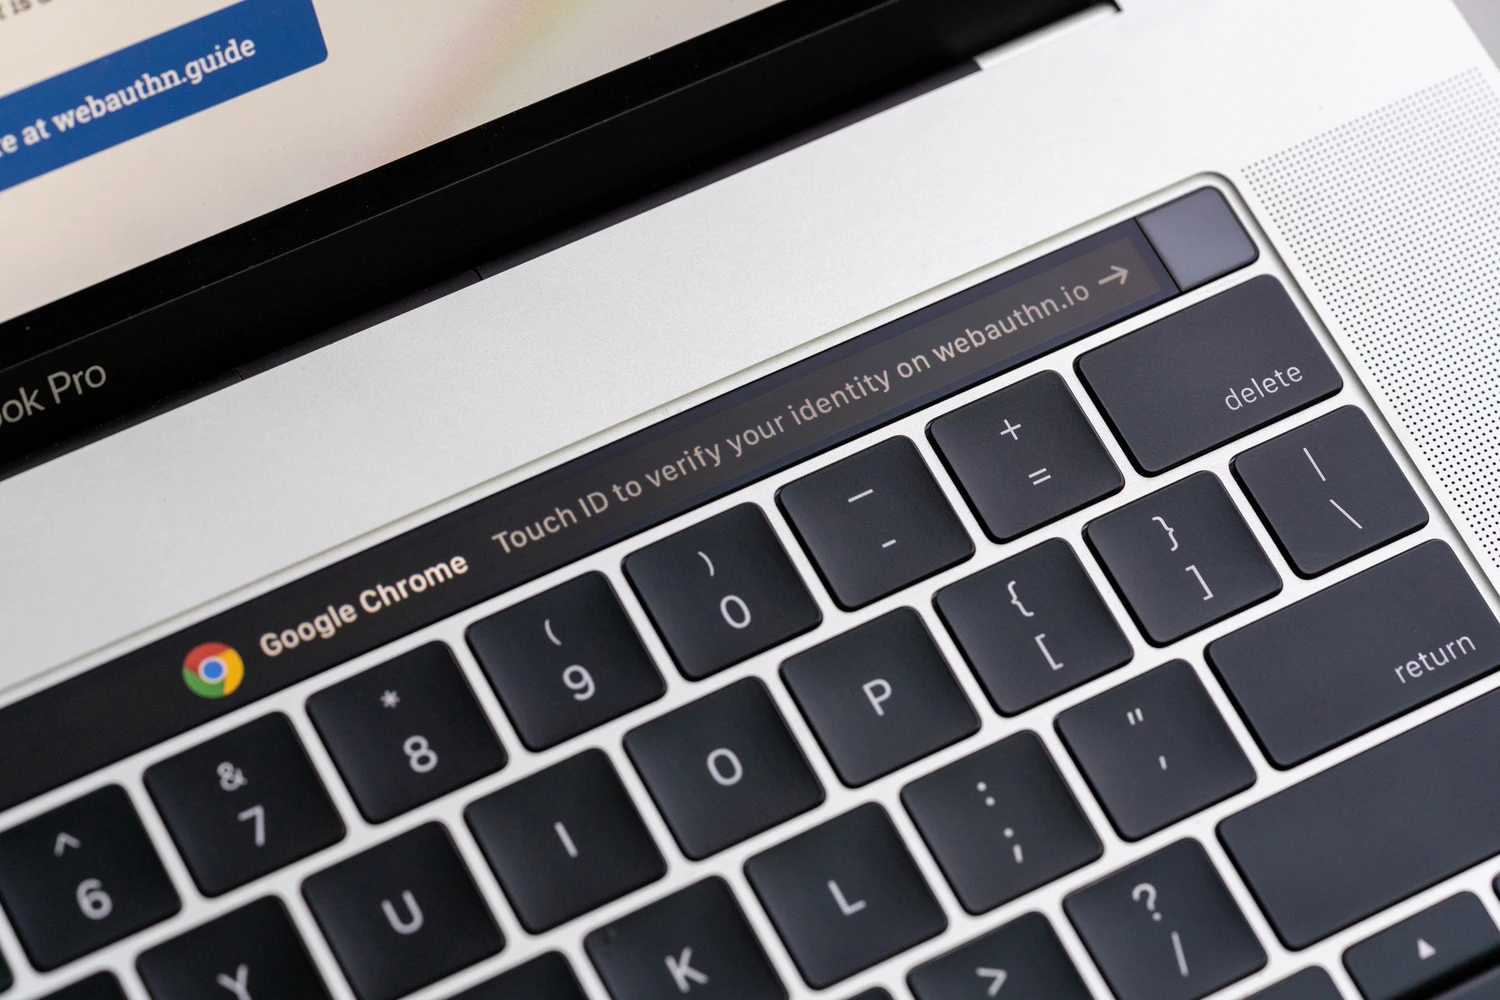 re at webauthn.guide
ook Pro
Google Chrome Touch ID to verify your identity on webauthn.io →
delete
+ =
_ -
) 0
( 9
* 8
& 7
^ 6
| \
} ]
{ [
P
O
I
U
Y
return
" '
: ;
L
K
? /
>